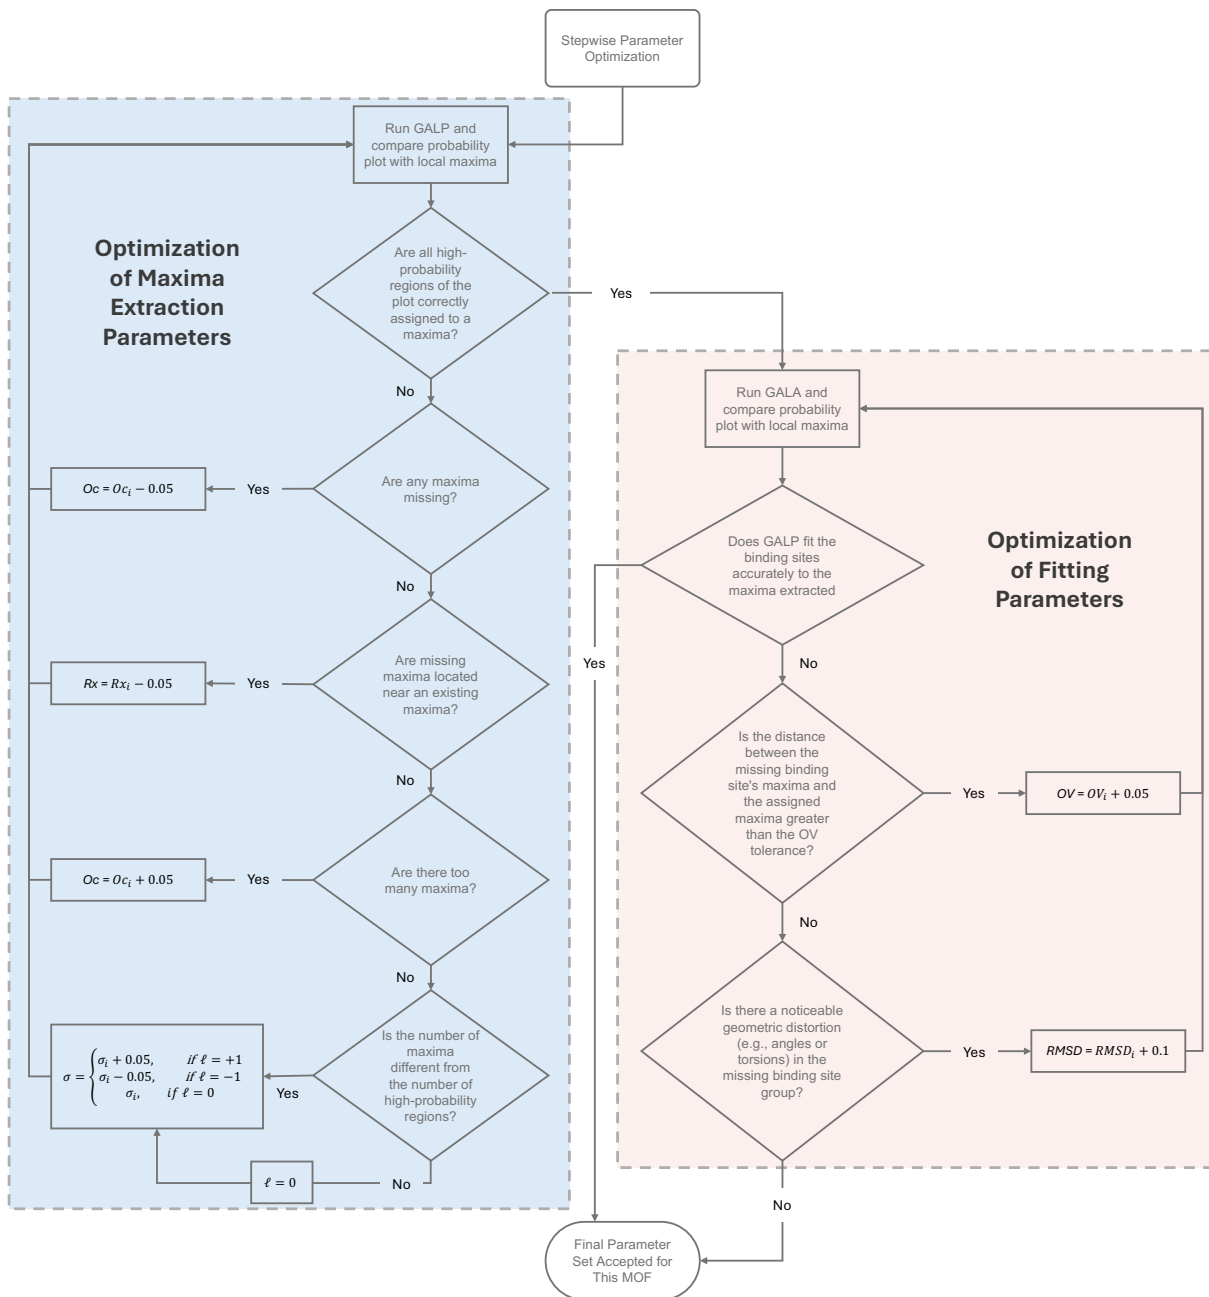 Stepwise Parameter
Optimization
Run GALP and
compare probability
plot with local maxima
Optimization
of Maxima
Extraction
Parameters
Are all high-
probability
regions of the
plot correctly
assigned to a
maxima?
Yes
No
Are any maxima
missing?
Yes
Oc = Oc_i − 0.05
No
Are missing
maxima located
near an existing
maxima?
Yes
Rx = Rx_i − 0.05
No
Are there too
many maxima?
Yes
Oc = Oc_i + 0.05
No
Is the number of
maxima
different from
the number of
high-probability
regions?
Yes
σ = { σ_i + 0.05, if ℓ = +1
σ_i − 0.05, if ℓ = −1
σ_i, if ℓ = 0
No
ℓ = 0
Run GALA and
compare probability
plot with local maxima
Optimization
of Fitting
Parameters
Does GALP fit the
binding sites
accurately to the
maxima extracted
Yes
No
Is the distance
between the
missing binding
site's maxima and
the assigned
maxima greater
than the OV
tolerance?
Yes
OV = OV_i + 0.05
No
Is there a noticeable
geometric distortion
(e.g., angles or
torsions) in the
missing binding site
group?
Yes
RMSD = RMSD_i + 0.1
No
Final Parameter
Set Accepted for
This MOF